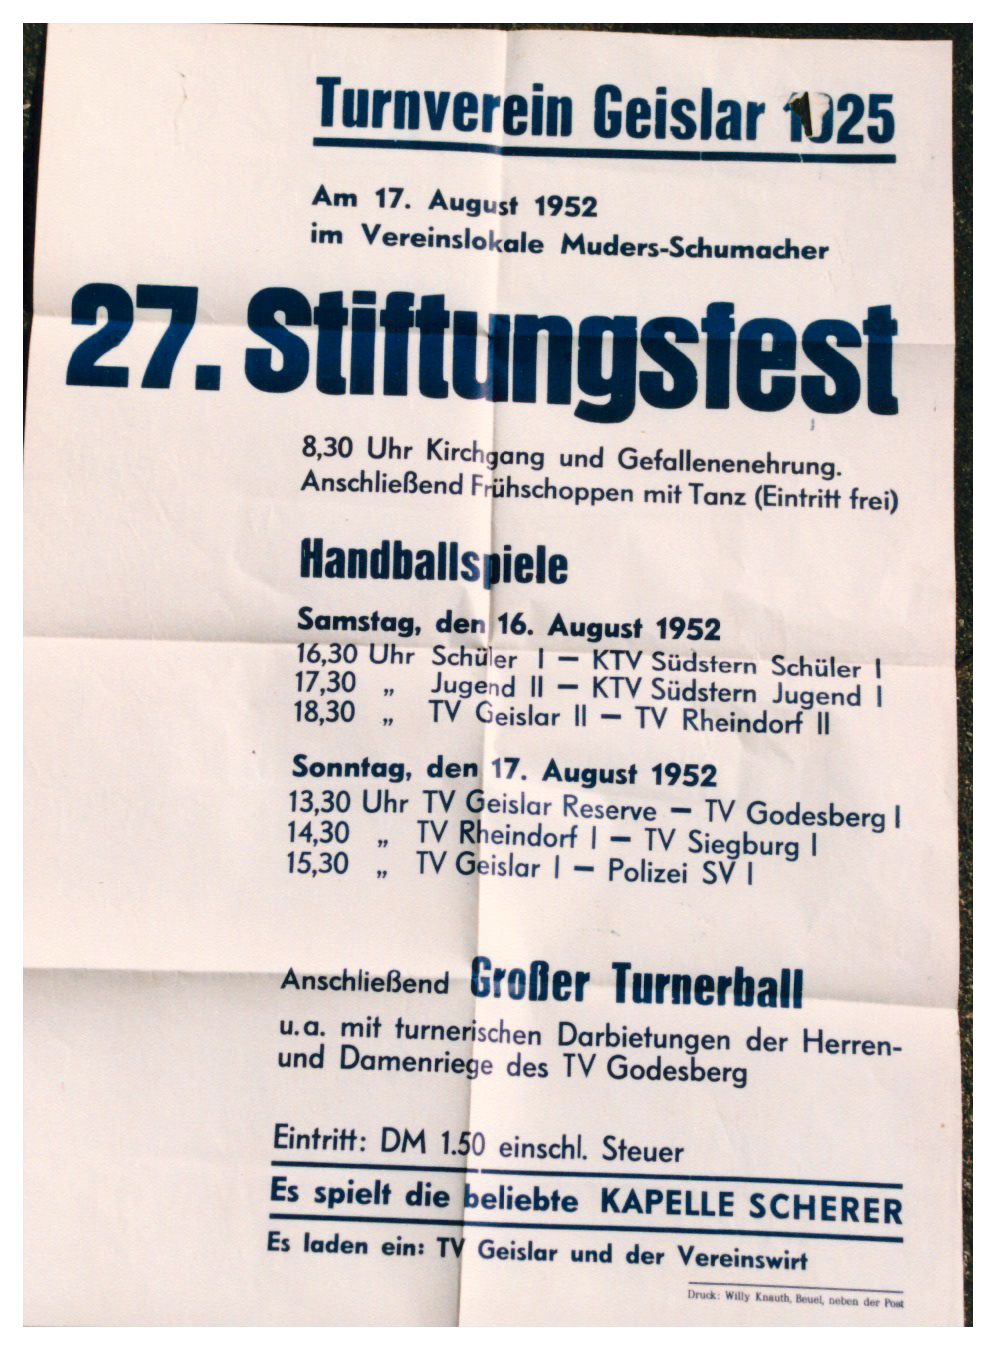 Turnverein Geislar 1925
Am 17. August 1952
im Vereinslokale Muders-Schumacher
27. Stiftungsfest
8,30 Uhr Kirchgang und Gefallenenehrung.
Anschließend Frühschoppen mit Tanz (Eintritt frei)
Handballspiele
Samstag, den 16. August 1952
16,30 Uhr Schüler I — KTV Südstern Schüler I
17,30 „ Jugend II — KTV Südstern Jugend I
18,30 „ TV Geislar II — TV Rheindorf II
Sonntag, den 17. August 1952
13,30 Uhr TV Geislar Reserve — TV Godesberg I
14,30 „ TV Rheindorf I — TV Siegburg I
15,30 „ TV Geislar I — Polizei SV I
Anschließend Großer Turnerball
u.a. mit turnerischen Darbietungen der Herren-
und Damenriege des TV Godesberg
Eintritt: DM 1.50 einschl. Steuer
Es spielt die beliebte KAPELLE SCHERER
Es laden ein: TV Geislar und der Vereinswirt
Druck: Willy Knauth, Beuel, neben der Post